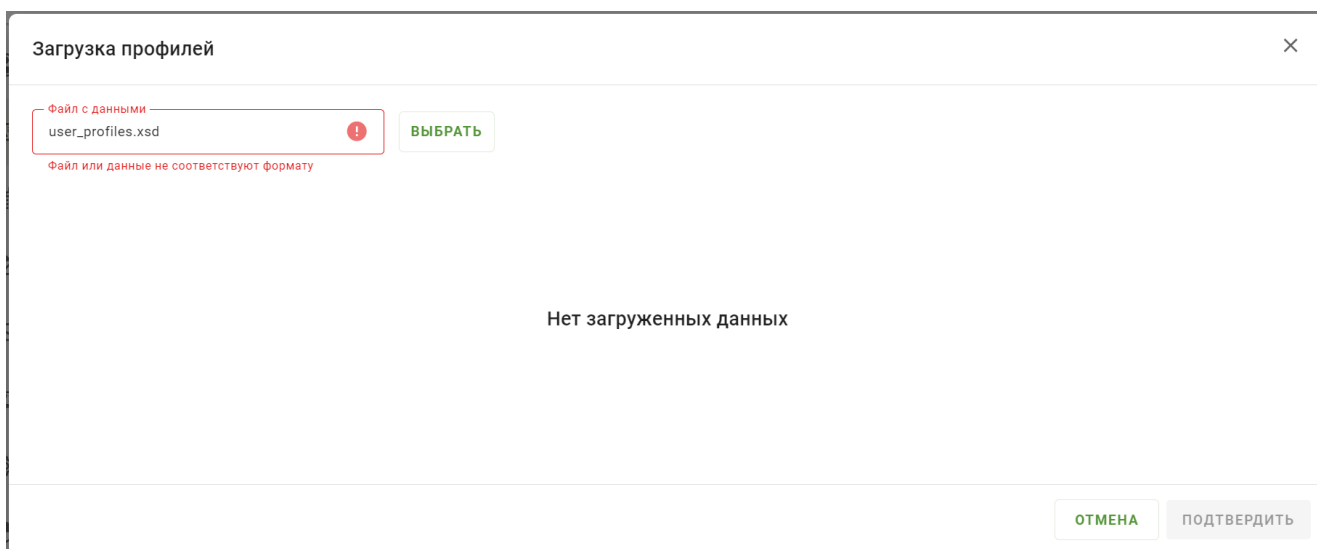 Загрузка профилей
Файл с данными
user_profiles.xsd
ВЫБРАТЬ
Файл или данные не соответствуют формату
Нет загруженных данных
ОТМЕНА
ПОДТВЕРДИТЬ